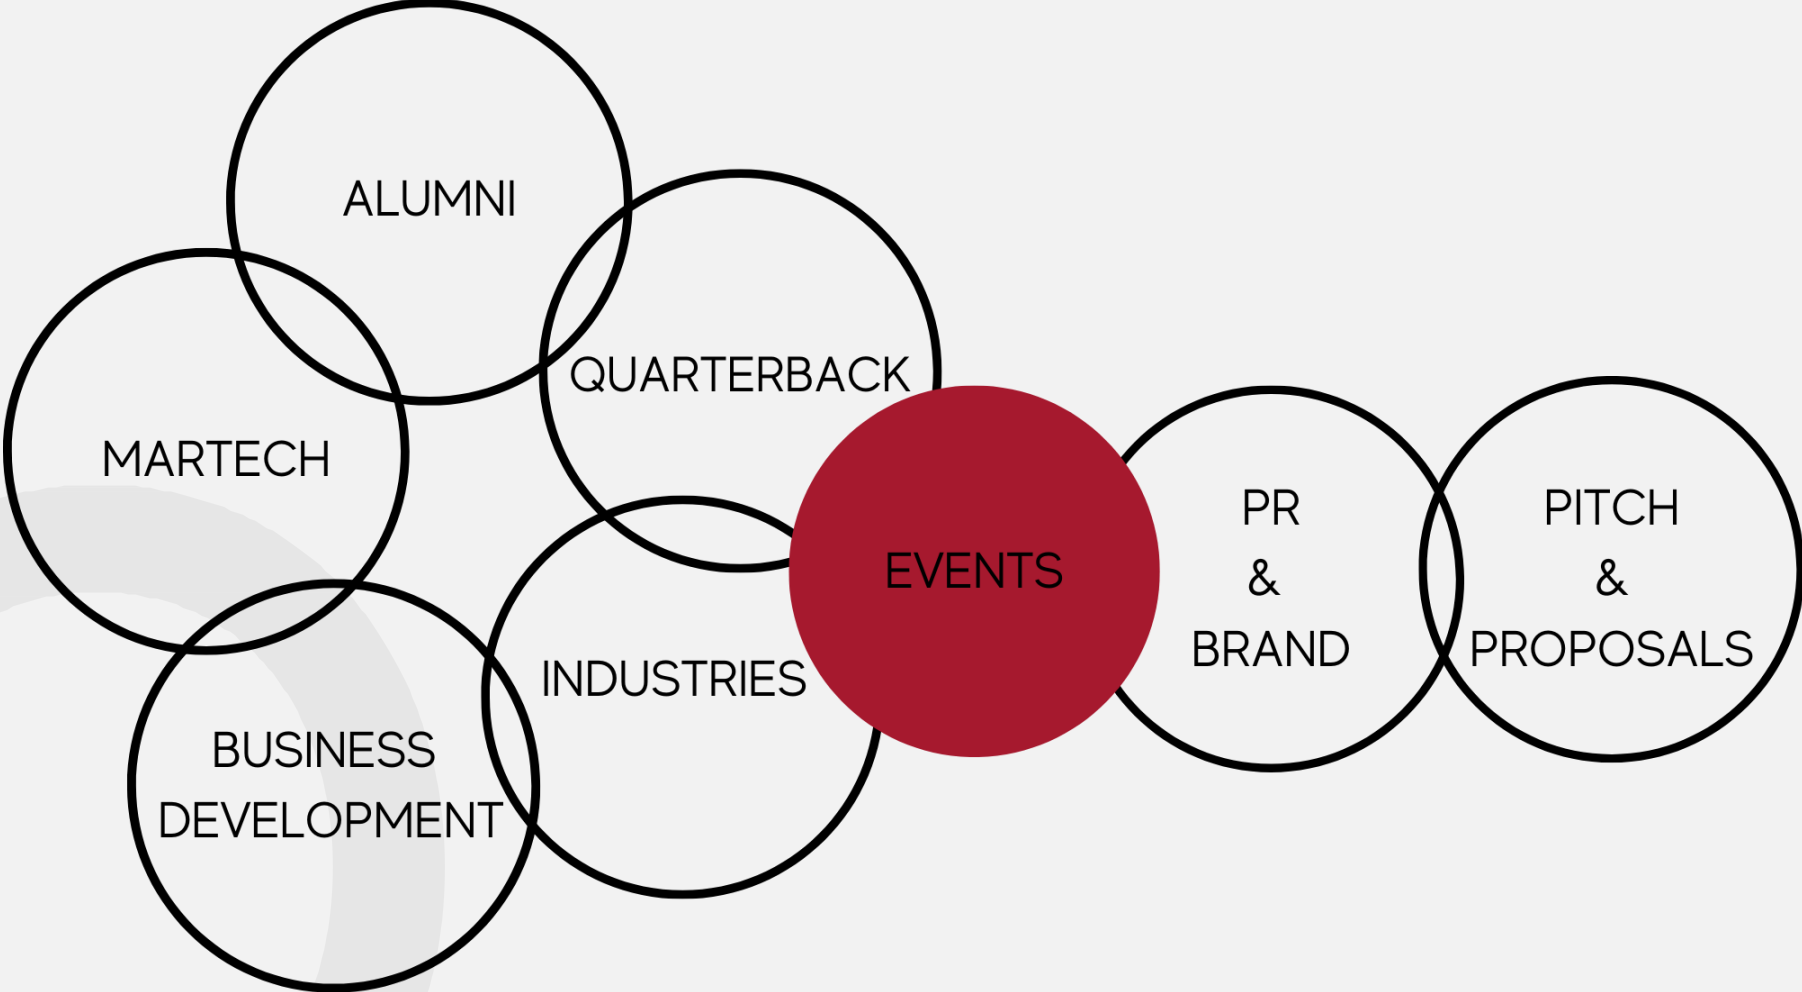 ALUMNI
QUARTERBACK
MARTECH
EVENTS
PR
&
BRAND
PITCH
&
PROPOSALS
INDUSTRIES
BUSINESS
DEVELOPMENT